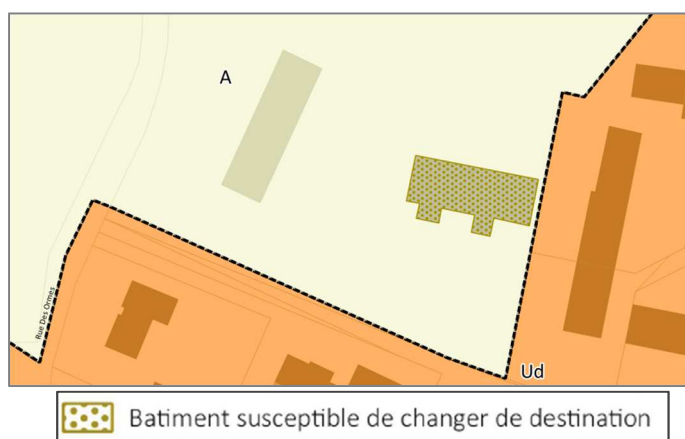 A
Rue Des Ormes
Ud
Batiment susceptible de changer de destination